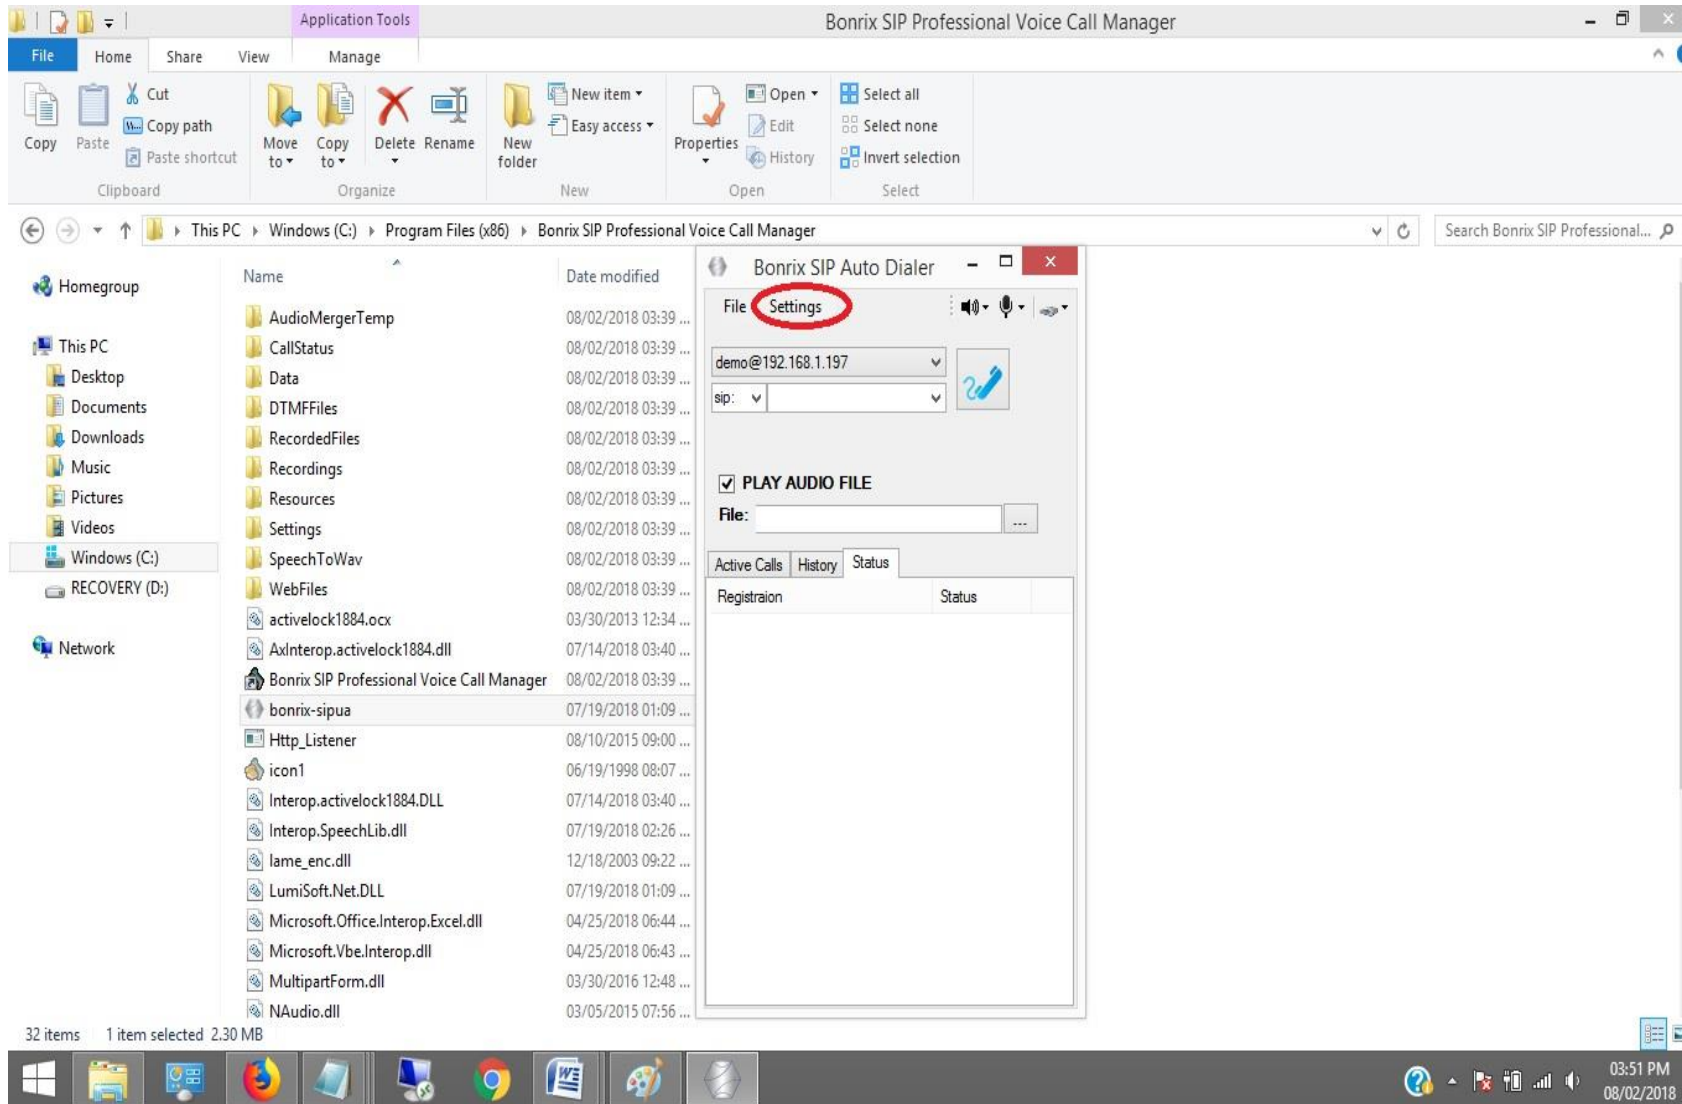 Application Tools
Bonrix SIP Professional Voice Call Manager
File Home Share View Manage
Copy
Paste
Cut
Copy path
Paste shortcut
Clipboard
Move to
Copy to
Delete
Rename
Organize
New folder
New item
Easy access
New
Properties
Open
Edit
History
Open
Select all
Select none
Invert selection
Select
This PC Windows (C:) Program Files (x86) Bonrix SIP Professional Voice Call Manager
Search Bonrix SIP Professional...
Homegroup
This PC
Desktop
Documents
Downloads
Music
Pictures
Videos
Windows (C:)
RECOVERY (D:)
Network
Name Date modified
AudioMergerTemp 08/02/2018 03:39 ...
CallStatus 08/02/2018 03:39 ...
Data 08/02/2018 03:39 ...
DTMFFiles 08/02/2018 03:39 ...
RecordedFiles 08/02/2018 03:39 ...
Recordings 08/02/2018 03:39 ...
Resources 08/02/2018 03:39 ...
Settings 08/02/2018 03:39 ...
SpeechToWav 08/02/2018 03:39 ...
WebFiles 08/02/2018 03:39 ...
activelock1884.ocx 03/30/2013 12:34 ...
AxInterop.activelock1884.dll 07/14/2018 03:40 ...
Bonrix SIP Professional Voice Call Manager 08/02/2018 03:39 ...
bonrix-sipua 07/19/2018 01:09 ...
Http_Listener 08/10/2015 09:00 ...
icon1 06/19/1998 08:07 ...
Interop.activelock1884.DLL 07/14/2018 03:40 ...
Interop.SpeechLib.dll 07/19/2018 02:26 ...
lame_enc.dll 12/18/2003 09:22 ...
LumiSoft.Net.DLL 07/19/2018 01:09 ...
Microsoft.Office.Interop.Excel.dll 04/25/2018 06:44 ...
Microsoft.Vbe.Interop.dll 04/25/2018 06:43 ...
MultipartForm.dll 03/30/2016 12:48 ...
NAudio.dll 03/05/2015 07:56 ...
Bonrix SIP Auto Dialer
File Settings
demo@192.168.1.197
sip:
PLAY AUDIO FILE
File: ...
Active Calls History Status
Registraion Status
32 items 1 item selected 2.30 MB
03:51 PM
08/02/2018